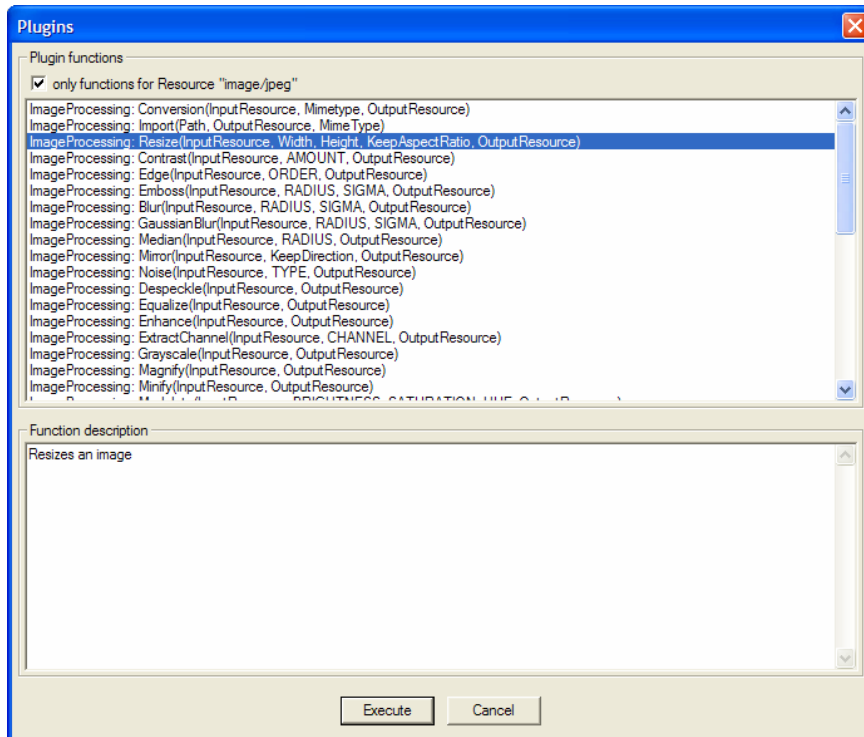 Plugins
Plugin functions
only functions for Resource "image/jpeg"
ImageProcessing: Conversion(InputResource, Mimetype, OutputResource)
ImageProcessing: Import(Path, OutputResource, MimeType)
ImageProcessing: Resize(InputResource, Width, Height, KeepAspectRatio, OutputResource)
ImageProcessing: Contrast(InputResource, AMOUNT, OutputResource)
ImageProcessing: Edge(InputResource, ORDER, OutputResource)
ImageProcessing: Emboss(InputResource, RADIUS, SIGMA, OutputResource)
ImageProcessing: Blur(InputResource, RADIUS, SIGMA, OutputResource)
ImageProcessing: GaussianBlur(InputResource, RADIUS, SIGMA, OutputResource)
ImageProcessing: Median(InputResource, RADIUS, OutputResource)
ImageProcessing: Mirror(InputResource, KeepDirection, OutputResource)
ImageProcessing: Noise(InputResource, TYPE, OutputResource)
ImageProcessing: Despeckle(InputResource, OutputResource)
ImageProcessing: Equalize(InputResource, OutputResource)
ImageProcessing: Enhance(InputResource, OutputResource)
ImageProcessing: ExtractChannel(InputResource, CHANNEL, OutputResource)
ImageProcessing: Grayscale(InputResource, OutputResource)
ImageProcessing: Magnify(InputResource, OutputResource)
ImageProcessing: Minify(InputResource, OutputResource)
Function description
Resizes an image
Execute
Cancel